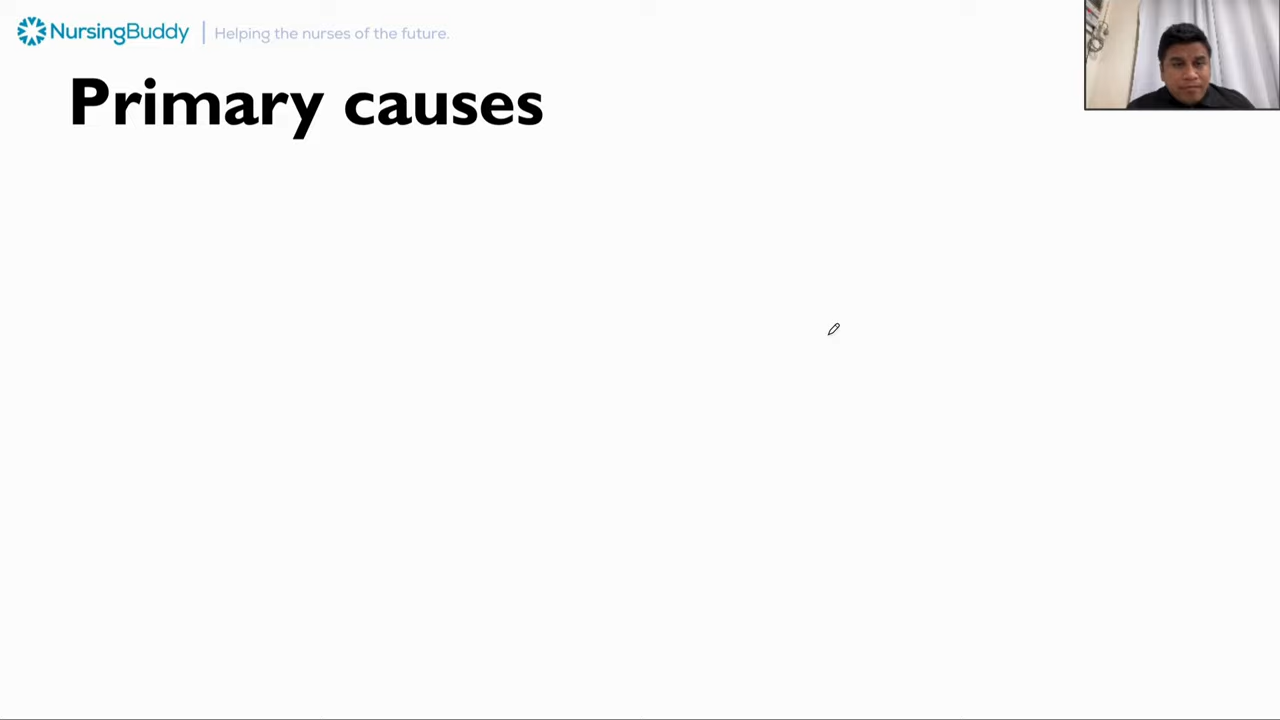 NursingBuddy | Helping the nurses of the future.
Primary causes